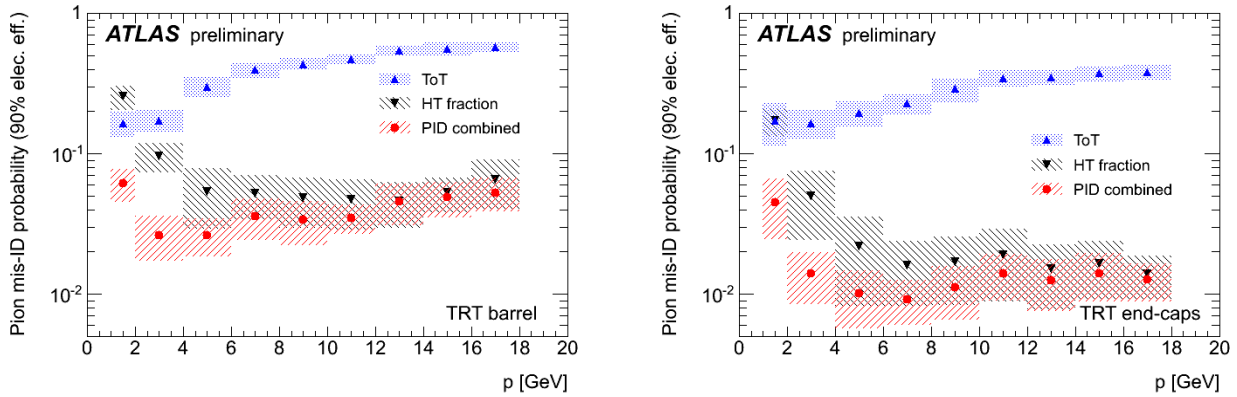 Pion mis-ID probability (90% elec. eff.)
1
10-1
10-2
ATLAS preliminary
ToT
HT fraction
PID combined
TRT barrel
0 2 4 6 8 10 12 14 16 18 20
p [GeV]
Pion mis-ID probability (90% elec. eff.)
1
10-1
10-2
ATLAS preliminary
ToT
HT fraction
PID combined
TRT end-caps
0 2 4 6 8 10 12 14 16 18 20
p [GeV]